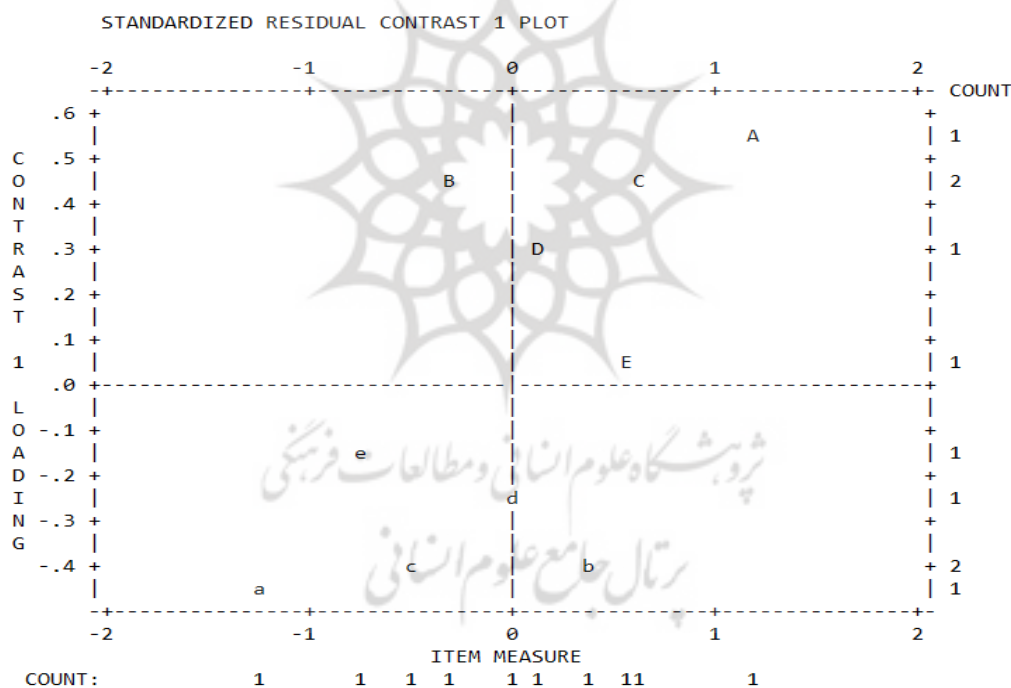 STANDARDIZED RESIDUAL CONTRAST 1 PLOT
-2 -1 0 1 2
-+--------------------+--------------------+--------------------+--------------------+- COUNT
.6 + | +
| | A | 1
C .5 + | +
O | B | C | 2
N .4 + | +
T | | |
R .3 + | D + 1
A | | |
S .2 + | +
T | | |
.1 + | +
1 | | E | 1
.0 +----------------------------------------|-----------------------------------------+
L | | |
O -.1 + | +
A | e | | 1
D -.2 + | +
I | d | 1
N -.3 + | +
G | | |
-.4 + c | b + 2
| a | | 1
-+--------------------+--------------------+--------------------+--------------------+-
-2 -1 0 1 2
ITEM MEASURE
COUNT: 1 1 1 1 1 1 1 11 1
پژوهشگاه علوم انسانی و مطالعات فرهنگی
پرتال جامع علوم انسانی